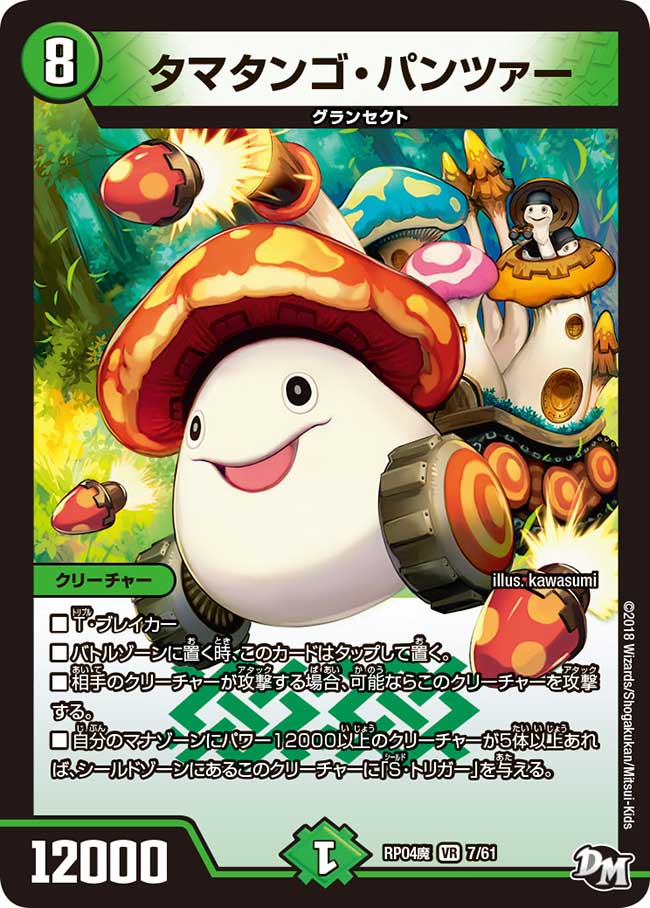 8
タマタンゴ・パンツァー
グランセクト
クリーチャー
illus. kawasumi
■T・ブレイカー
■バトルゾーンに置く時、このカードはタップして置く。
■相手のクリーチャーが攻撃する場合、可能ならこのクリーチャーを攻撃
する。
■自分のマナゾーンにパワー12000以上のクリーチャーが5体以上あれ
ば、シールドゾーンにあるこのクリーチャーに「S・トリガー」を与える。
©2018 Wizards/Shogakukan/Mitsui-Kids
12000
1
RP04魔 VR 7/61
DM